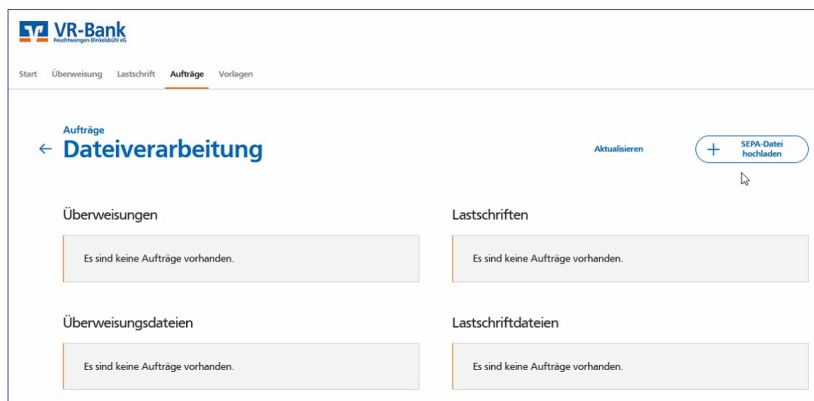 VR-Bank
Feuchtwangen-Dinkelsbühl eG
Start Überweisung Lastschrift Aufträge Vorlagen
Aufträge
← Dateiverarbeitung
Aktualisieren
+ SEPA-Datei
hochladen
Überweisungen
Es sind keine Aufträge vorhanden.
Lastschriften
Es sind keine Aufträge vorhanden.
Überweisungsdateien
Es sind keine Aufträge vorhanden.
Lastschriftdateien
Es sind keine Aufträge vorhanden.